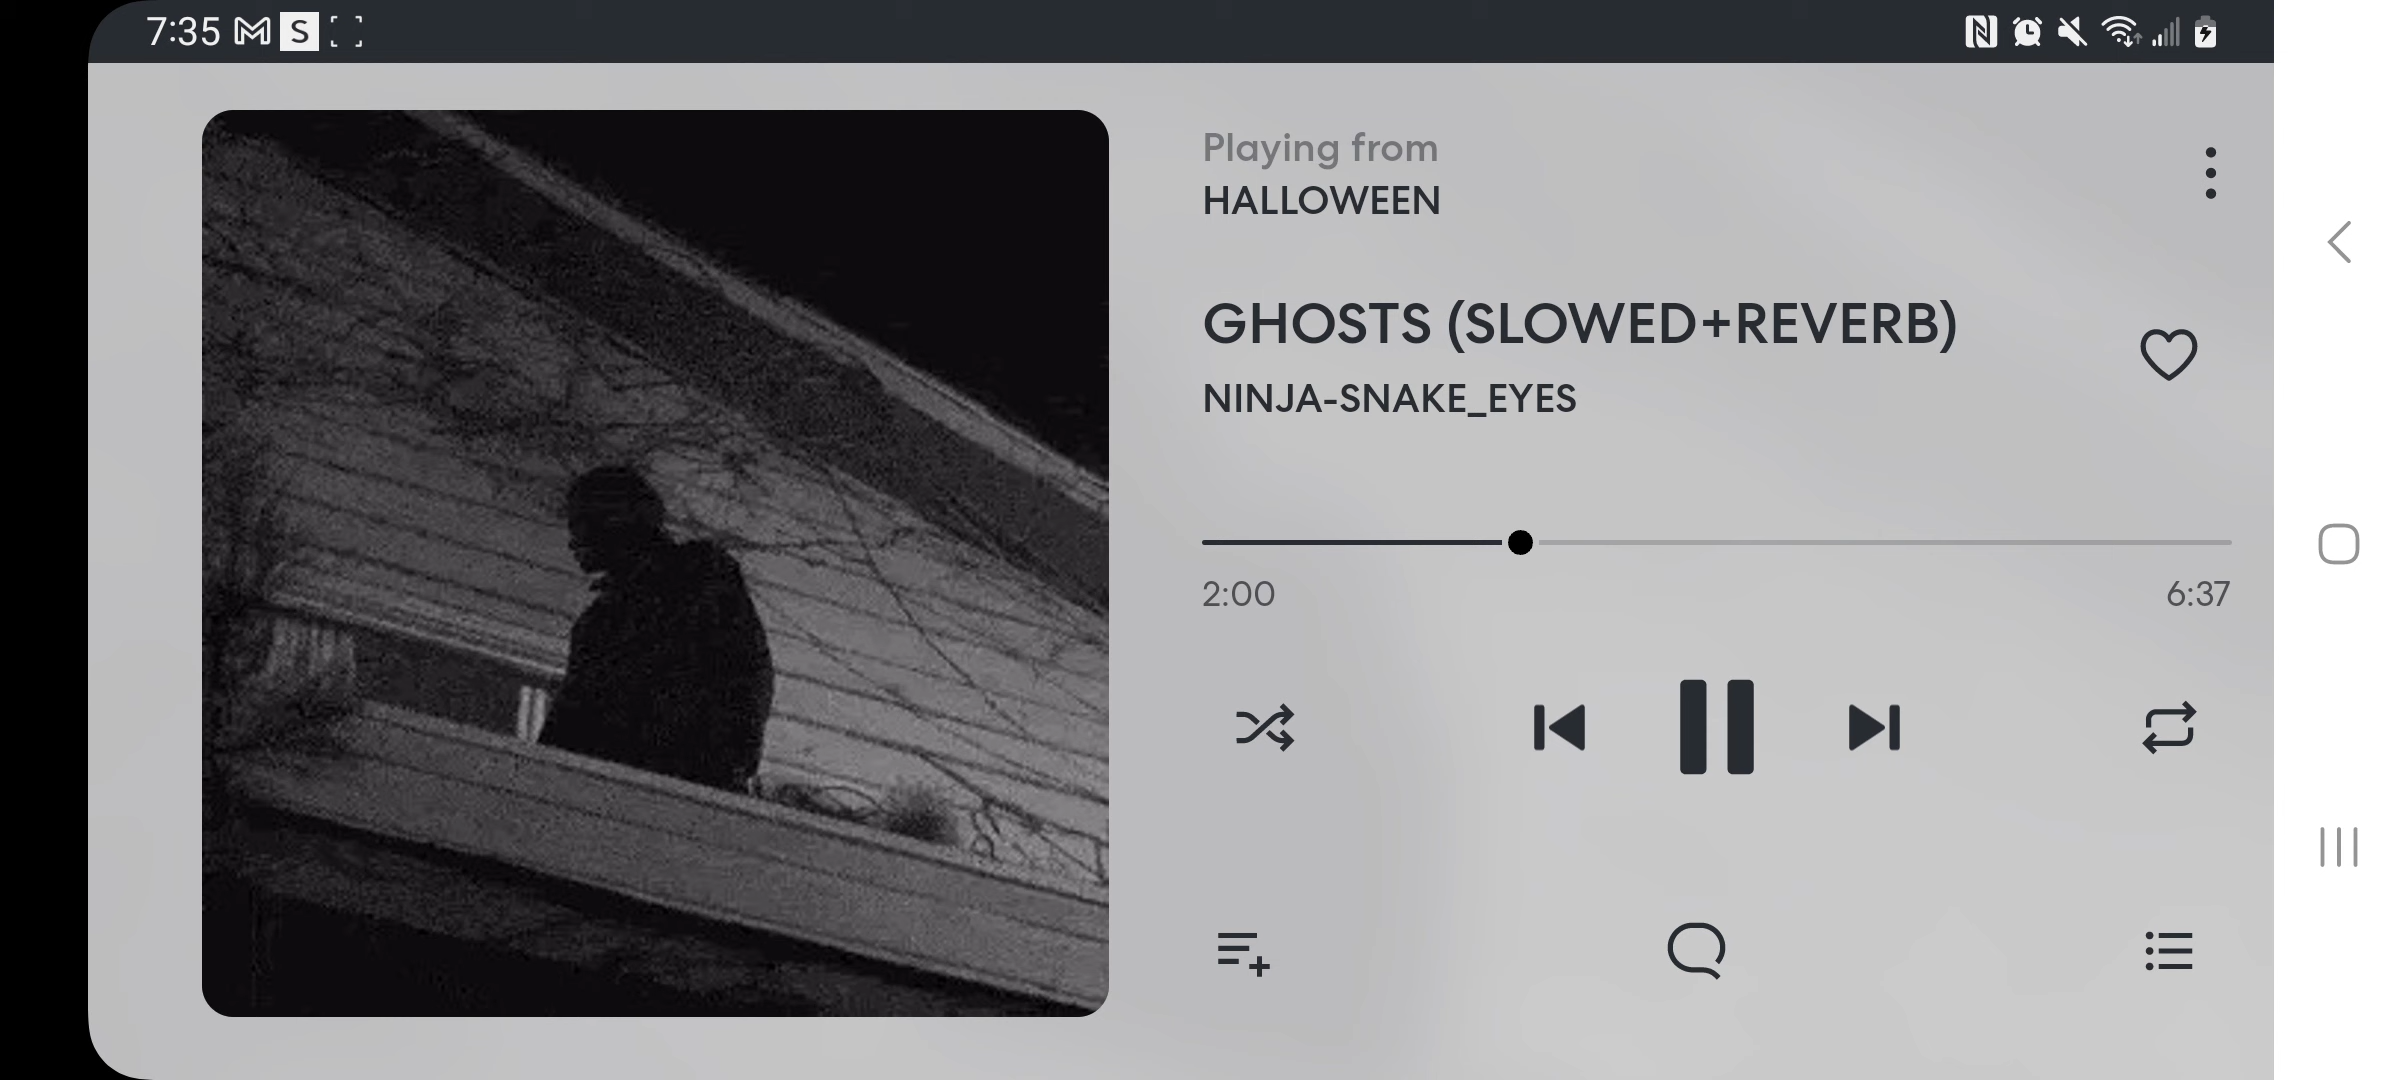 7:35 S
Playing from
HALLOWEEN
GHOSTS (SLOWED+REVERB)
NINJA-SNAKE_EYES
2:00
6:37